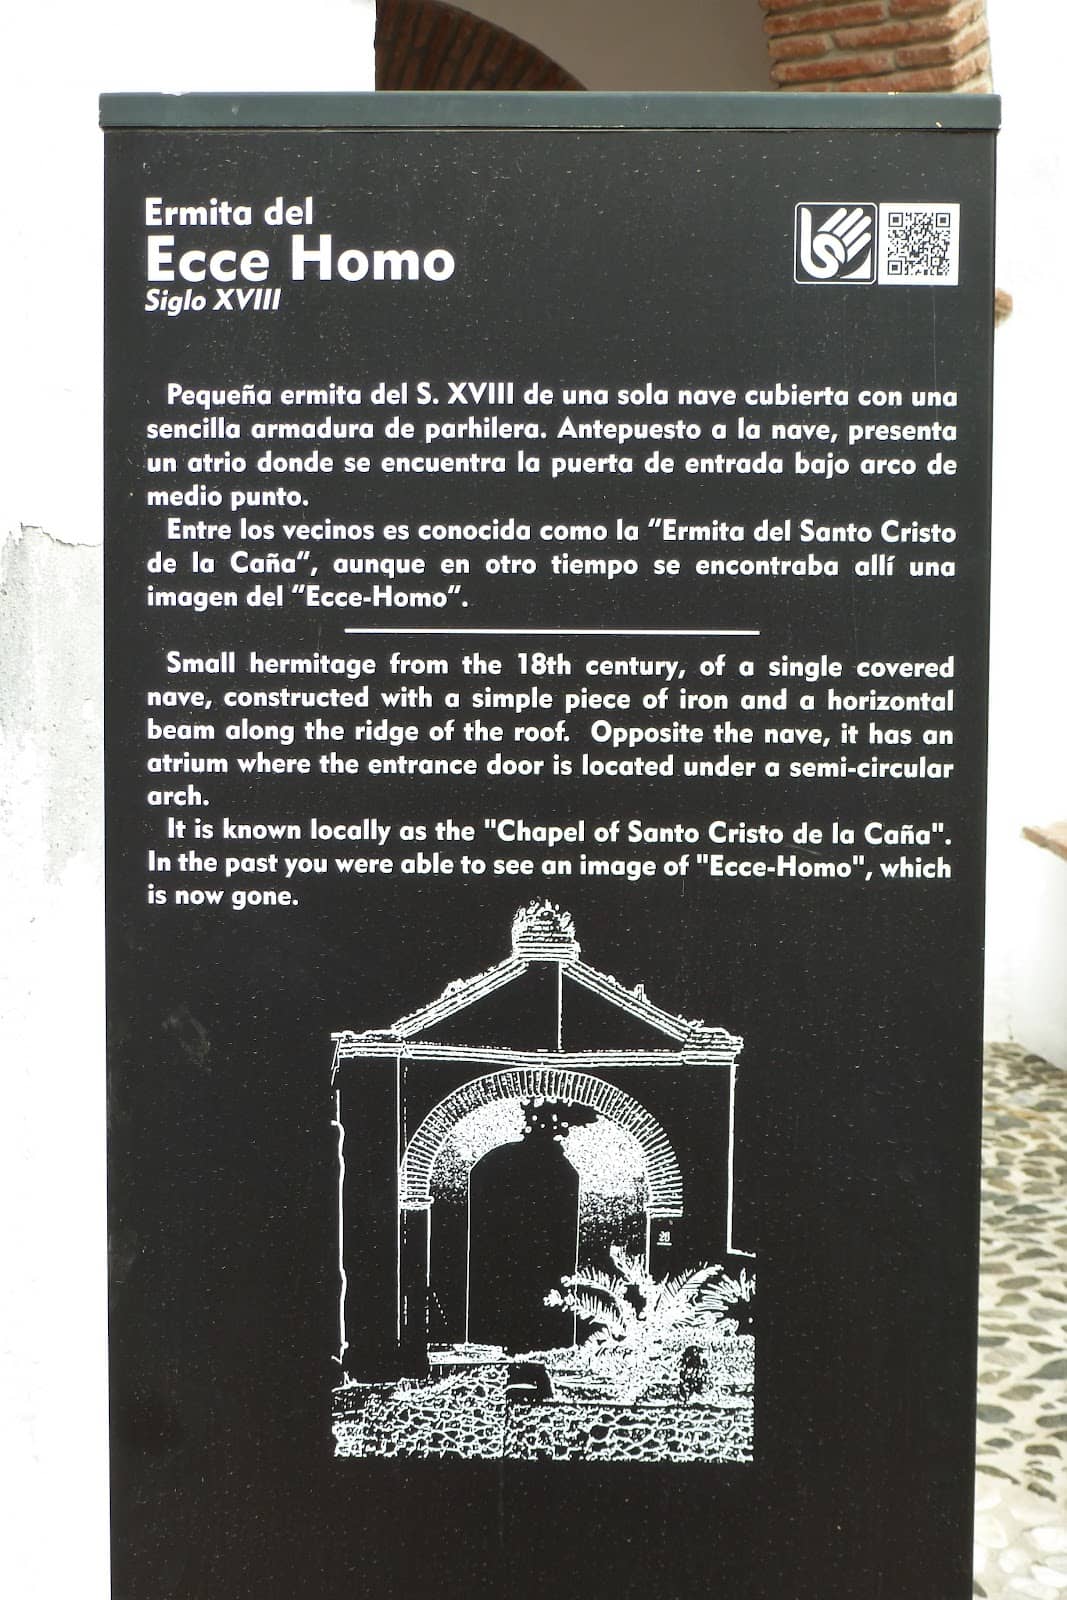 Ermita del
Ecce Homo
Siglo XVIII
Pequeña ermita del S. XVIII de una sola nave cubierta con una
sencilla armadura de parhilera. Antepuesto a la nave, presenta
un atrio donde se encuentra la puerta de entrada bajo arco de
medio punto.
Entre los vecinos es conocida como la "Ermita del Santo Cristo
de la Caña", aunque en otro tiempo se encontraba allí una
imagen del "Ecce-Homo".
Small hermitage from the 18th century, of a single covered
nave, constructed with a simple piece of iron and a horizontal
beam along the ridge of the roof. Opposite the nave, it has an
atrium where the entrance door is located under a semi-circular
arch.
It is known locally as the "Chapel of Santo Cristo de la Caña".
In the past you were able to see an image of "Ecce-Homo", which
is now gone.